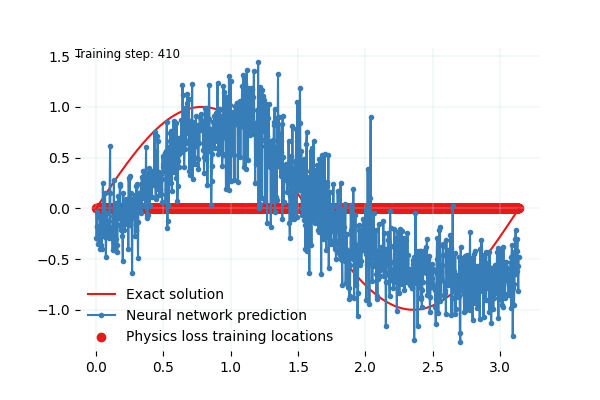 Training step: 410
1.5
1.0
0.5
0.0
−0.5
−1.0
Exact solution
Neural network prediction
Physics loss training locations
0.0 0.5 1.0 1.5 2.0 2.5 3.0